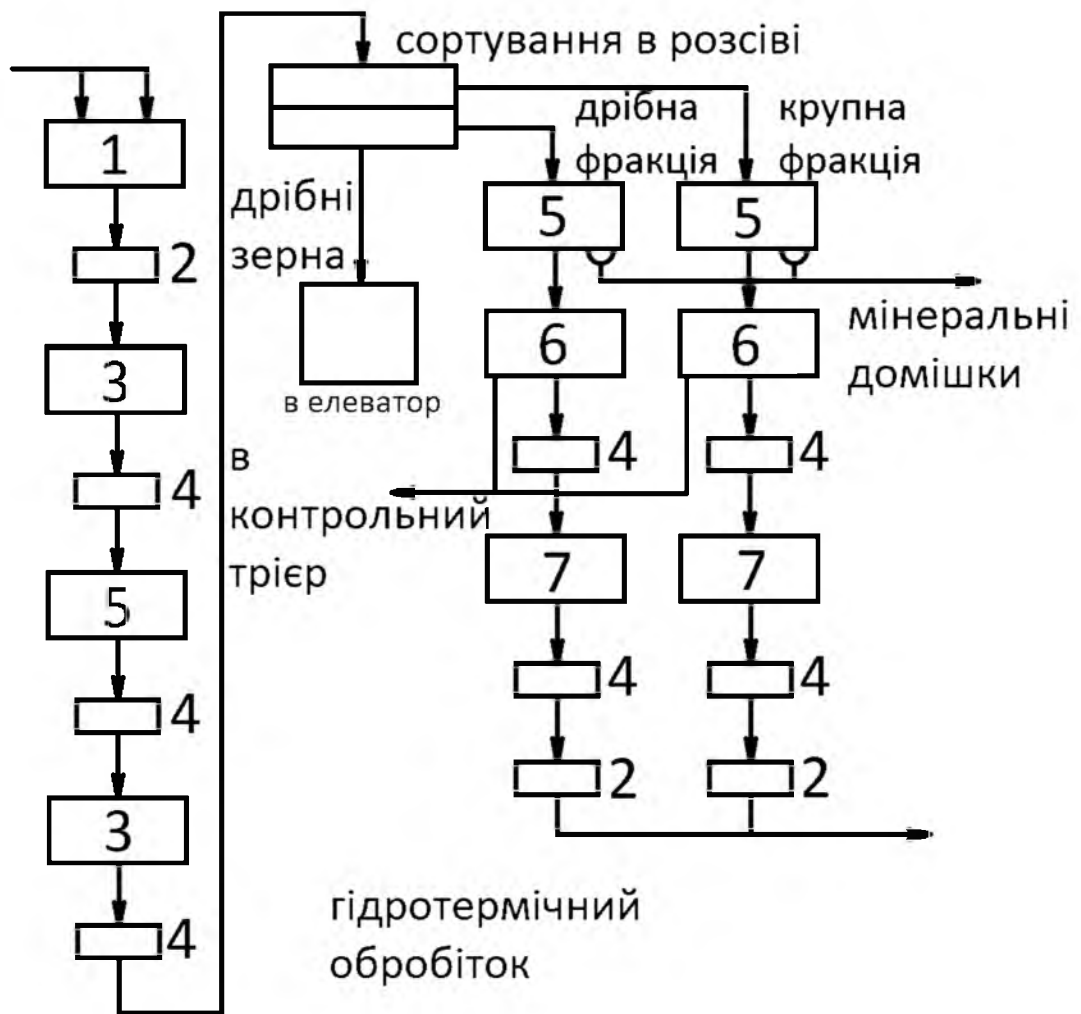 сортування в розсіві
дрібна
фракція
крупна
фракція
1
2
3
4
5
4
3
4
дрібні
зерна
в елеватор
5
5
мінеральні
домішки
6
6
4
4
в
контрольний
трієр
7
7
4
4
2
2
гідротермічний
обробіток